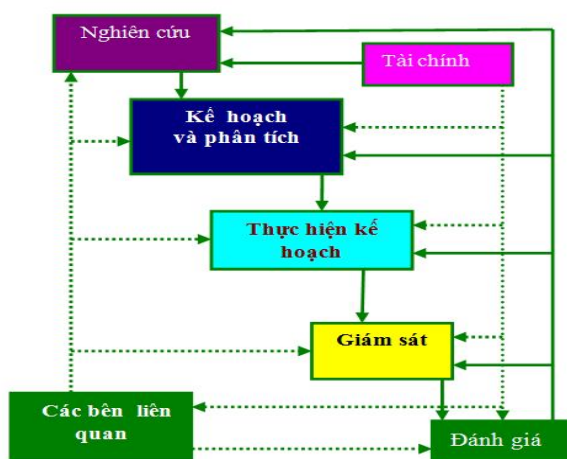 Nghiên cứu
Tài chính
Kế hoạch
và phân tích
Thực hiện kế
hoạch
Giám sát
Các bên liên
quan
Đánh giá